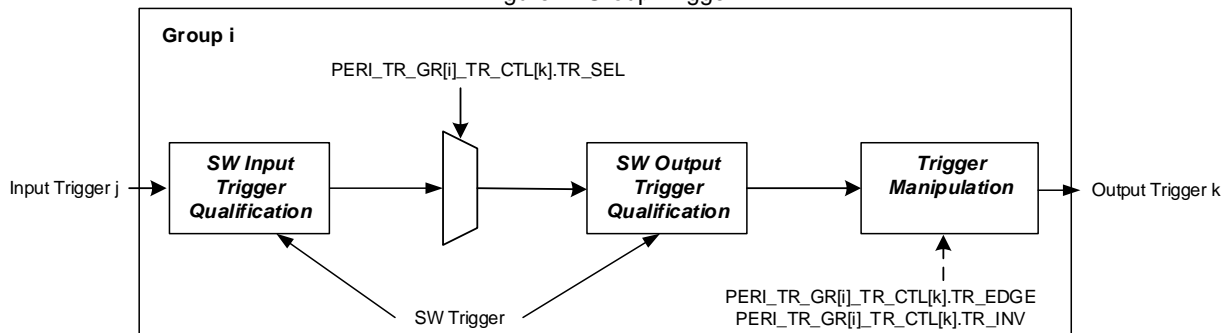 Group i
PERI_TR_GR[i]_TR_CTL[k].TR_SEL
SW Input
Trigger
Qualification
SW Output
Trigger
Qualification
Trigger
Manipulation
Input Trigger j
Output Trigger k
SW Trigger
PERI_TR_GR[i]_TR_CTL[k].TR_EDGE
PERI_TR_GR[i]_TR_CTL[k].TR_INV